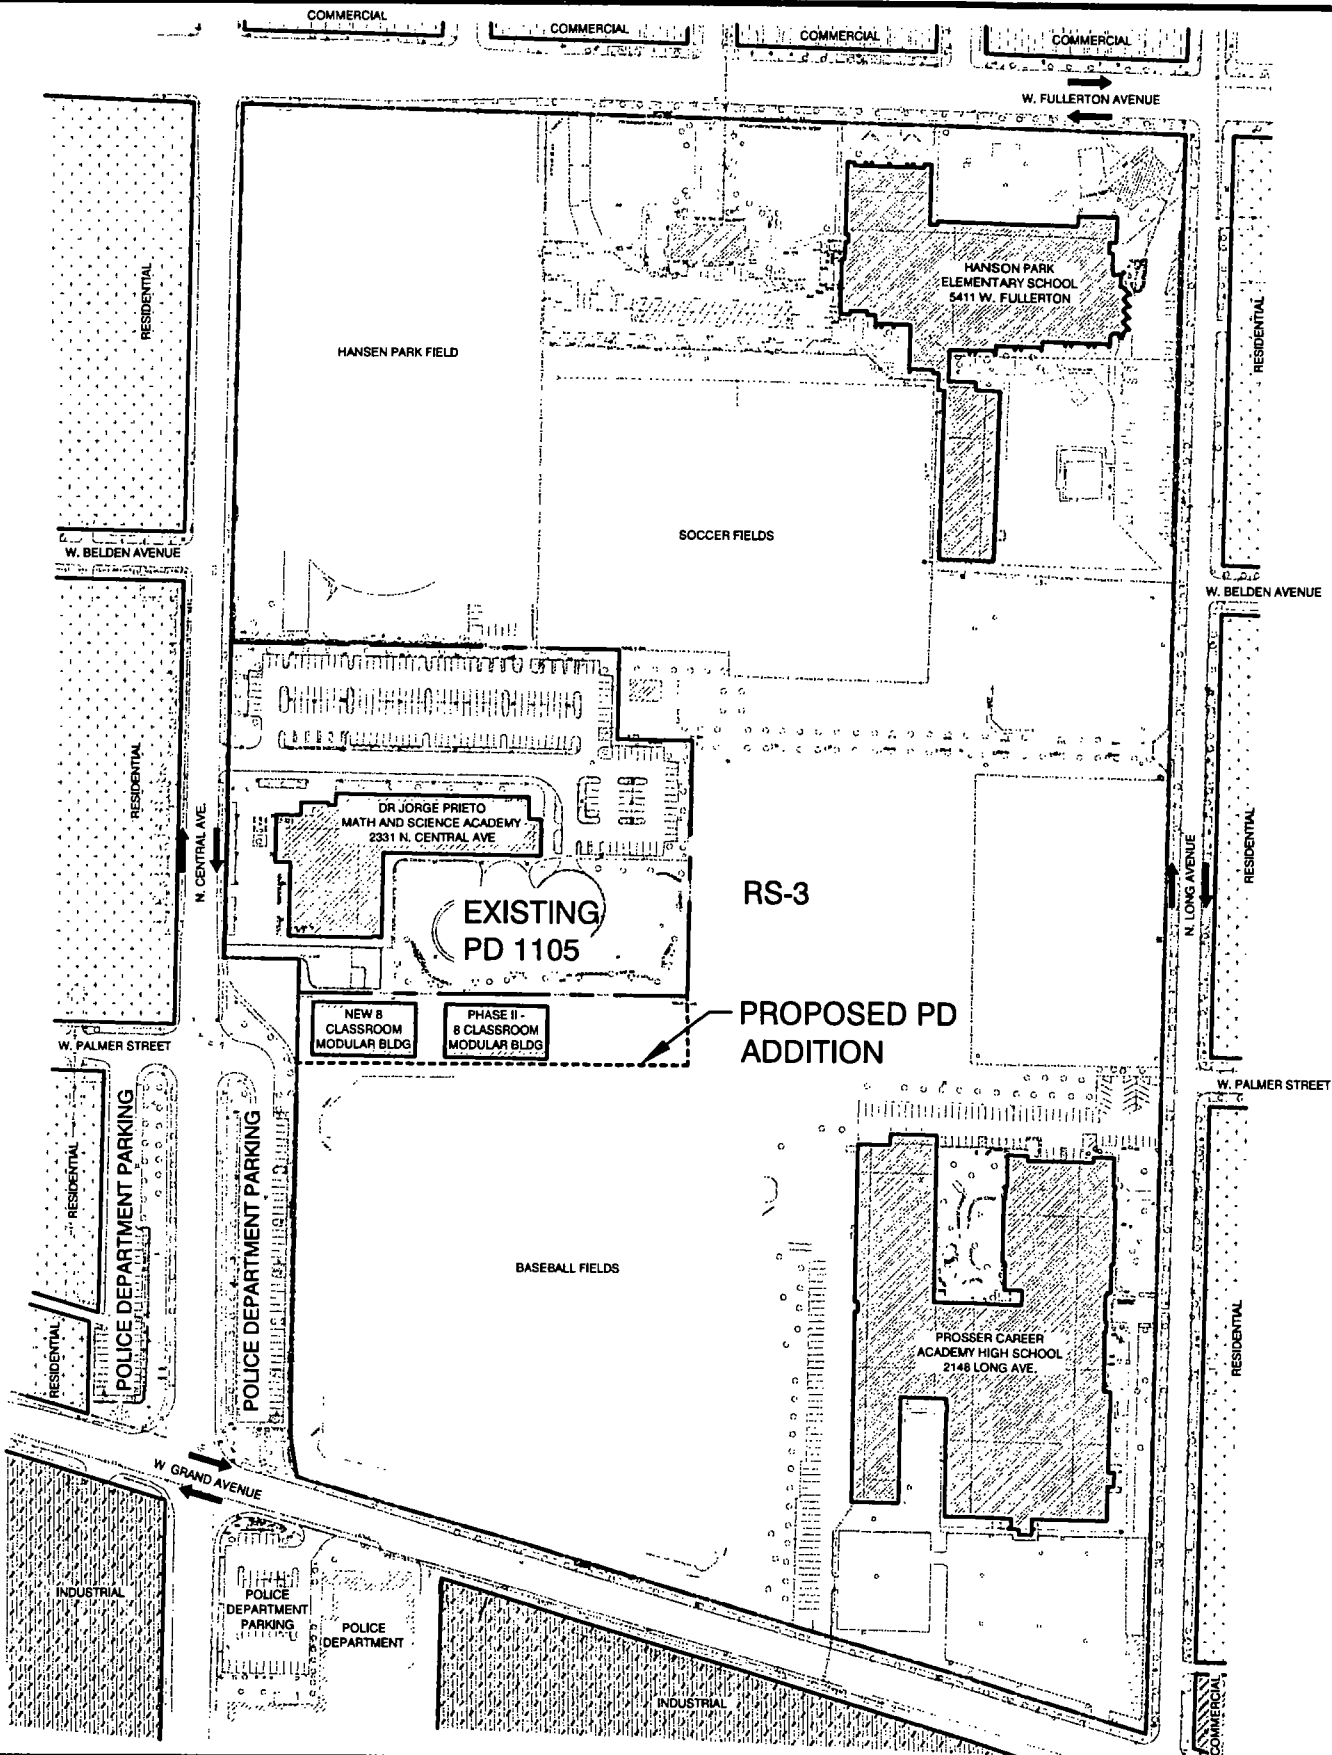 COMMERCIAL
COMMERCIAL
COMMERCIAL
COMMERCIAL
W. FULLERTON AVENUE
RESIDENTIAL
HANSEN PARK FIELD
HANSON PARK
ELEMENTARY SCHOOL
5411 W. FULLERTON
RESIDENTIAL
SOCCER FIELDS
W. BELDEN AVENUE
W. BELDEN AVENUE
RESIDENTIAL
N. CENTRAL AVE.
DR JORGE PRIETO
MATH AND SCIENCE ACADEMY
2331 N. CENTRAL AVE
EXISTING
PD 1105
RS-3
N. LONG AVENUE
RESIDENTIAL
NEW 8
CLASSROOM
MODULAR BLDG
PHASE II -
8 CLASSROOM
MODULAR BLDG
PROPOSED PD
ADDITION
W. PALMER STREET
W. PALMER STREET
RESIDENTIAL
POLICE DEPARTMENT PARKING
POLICE DEPARTMENT PARKING
BASEBALL FIELDS
PROSSER CAREER
ACADEMY HIGH SCHOOL
2148 LONG AVE.
RESIDENTIAL
RESIDENTIAL
W GRAND AVENUE
INDUSTRIAL
POLICE
DEPARTMENT
PARKING
POLICE
DEPARTMENT
INDUSTRIAL
COMMERCIAL